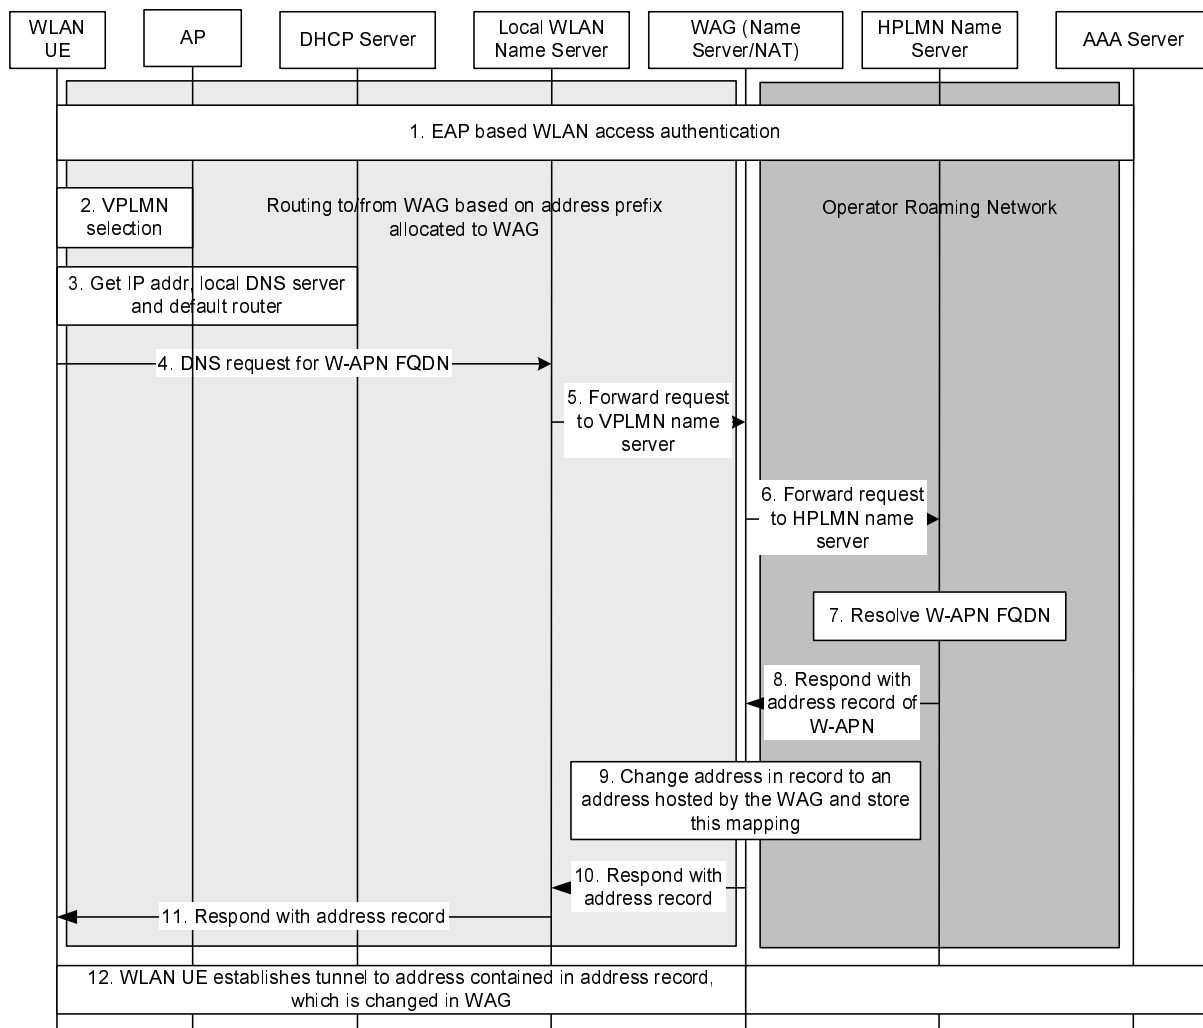 WLAN
UE
AP
DHCP Server
Local WLAN
Name Server
WAG (Name
Server/NAT)
HPLMN Name
Server
AAA Server
1. EAP based WLAN access authentication
2. VPLMN
selection
Routing to/from WAG based on address prefix
allocated to WAG
Operator Roaming Network
3. Get IP addr, local DNS server
and default router
4. DNS request for W-APN FQDN
5. Forward request
to VPLMN name
server
6. Forward request
to HPLMN name
server
7. Resolve W-APN FQDN
8. Respond with
address record of
W-APN
9. Change address in record to an
address hosted by the WAG and store
this mapping
10. Respond with
address record
11. Respond with address record
12. WLAN UE establishes tunnel to address contained in address record,
which is changed in WAG